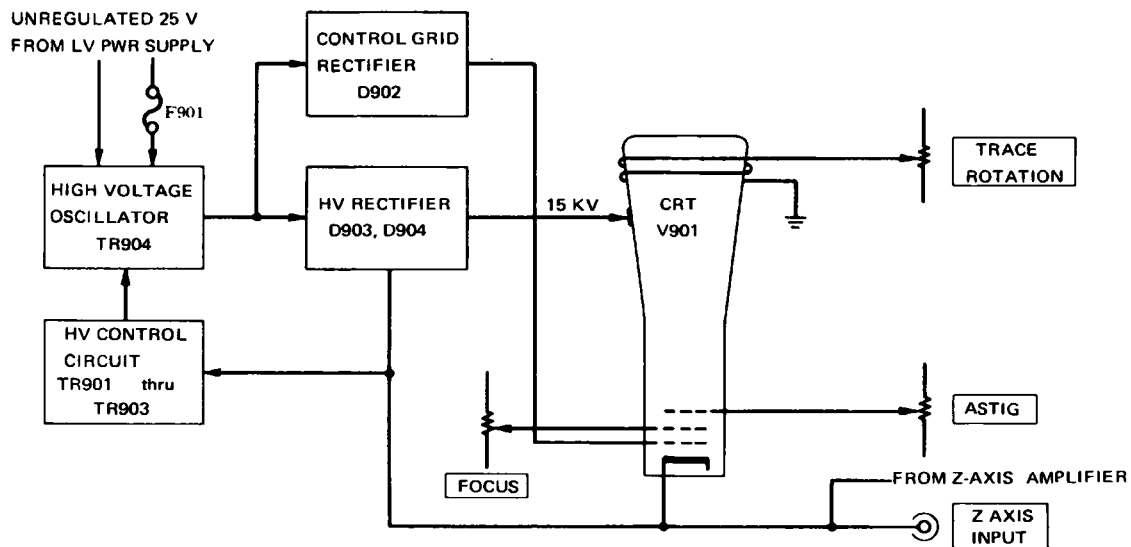 UNREGULATED 25 V
FROM LV PWR SUPPLY
F901
CONTROL GRID
RECTIFIER
D902
HIGH VOLTAGE
OSCILLATOR
TR904
HV RECTIFIER
D903, D904
15 KV
CRT
V901
TRACE
ROTATION
HV CONTROL
CIRCUIT
TR901 thru
TR903
FOCUS
ASTIG
FROM Z-AXIS AMPLIFIER
Z AXIS
INPUT